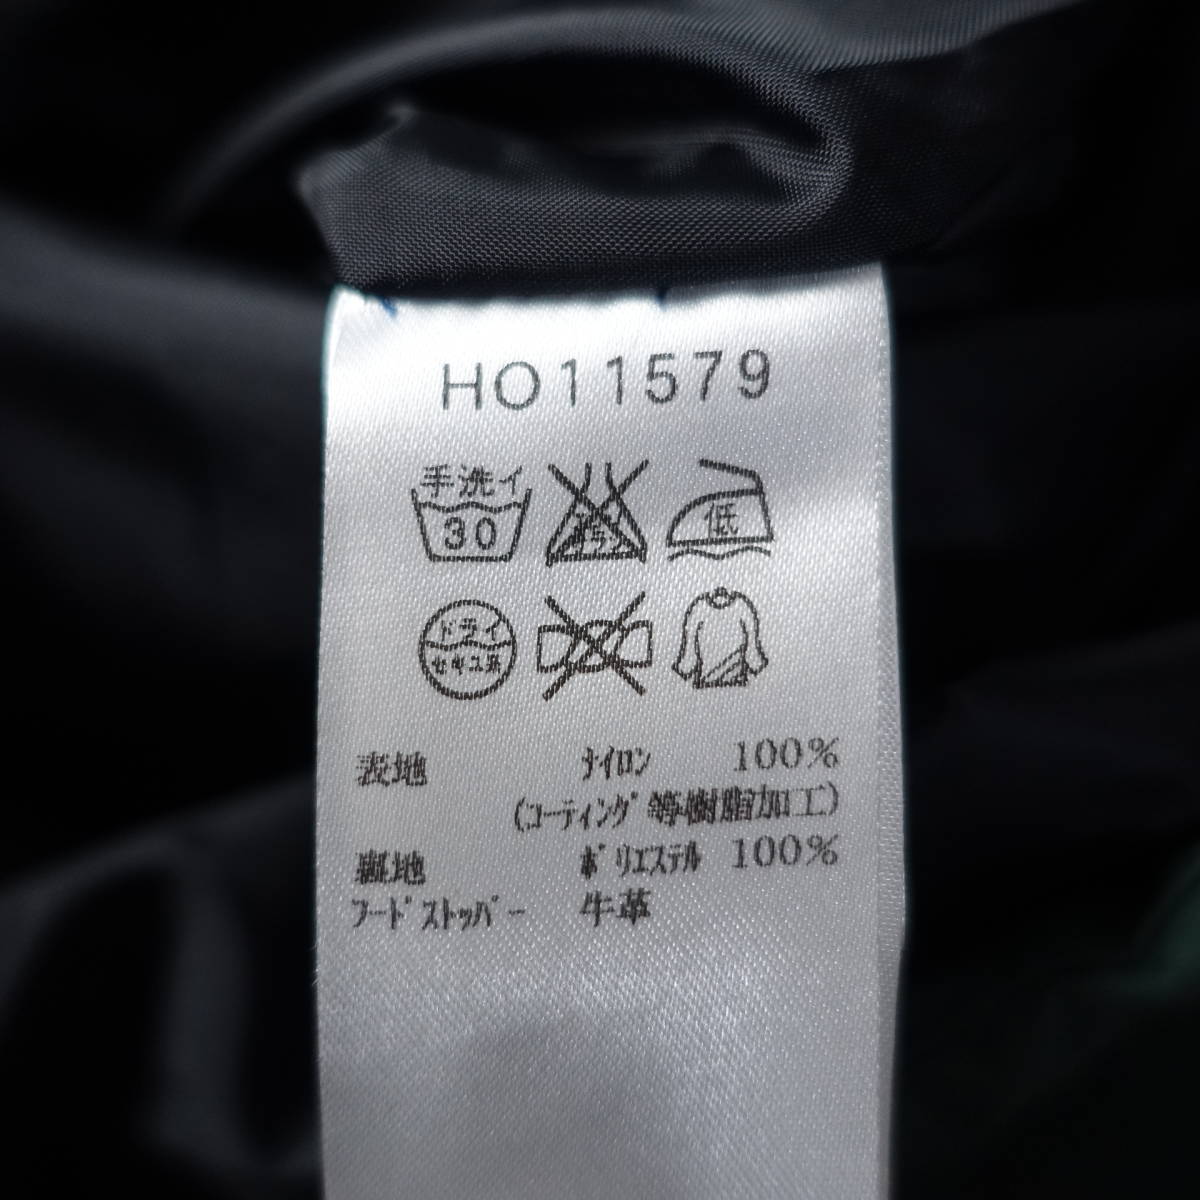 HO11579
手洗イ
30
低
ドライ
セキユ系
表地 ナイロン 100%
(コーティング等樹脂加工)
裏地 ポリエステル 100%
フードストッパー 牛革